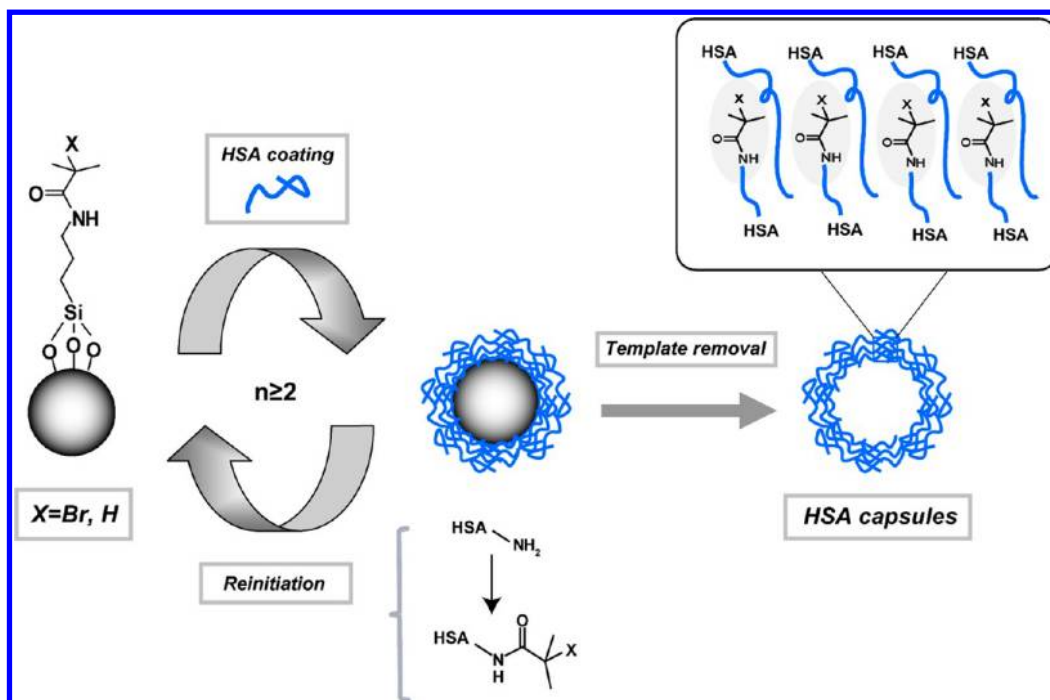 X
O
NH
Si
O
O
O
X=Br, H
HSA coating
n≥2
Reinitiation
HSA
NH2
HSA
N
H
O
X
Template removal
HSA capsules
HSA HSA HSA HSA
X X X X
O O O O
NH NH NH NH
HSA HSA HSA HSA